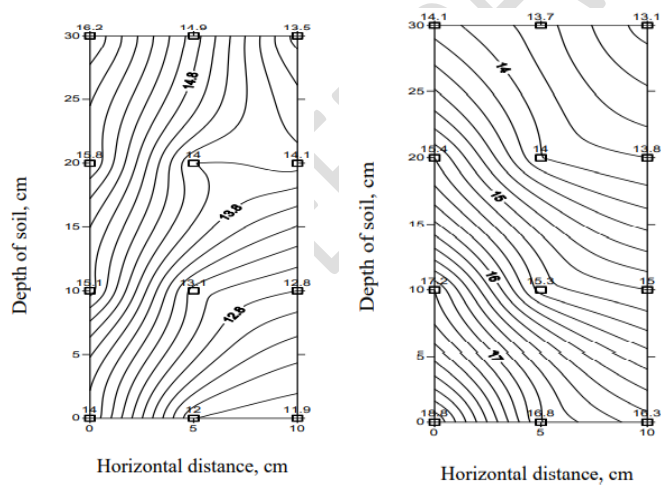 16.2 14.9 13.5
30
14.8
25
15.8 14 14.1
20
13.8
15
15.1 13.1 12.8
10
12.8
5
14 12 11.9
0
0 5 10
Depth of soil, cm
Horizontal distance, cm
14.1 13.7 13.1
30
14
25
15.4 14 13.8
20
15
15
17.2 15.3 15
10
16
5
17
18.8 16.8 16.3
0
0 5 10
Depth of soil, cm
Horizontal distance, cm